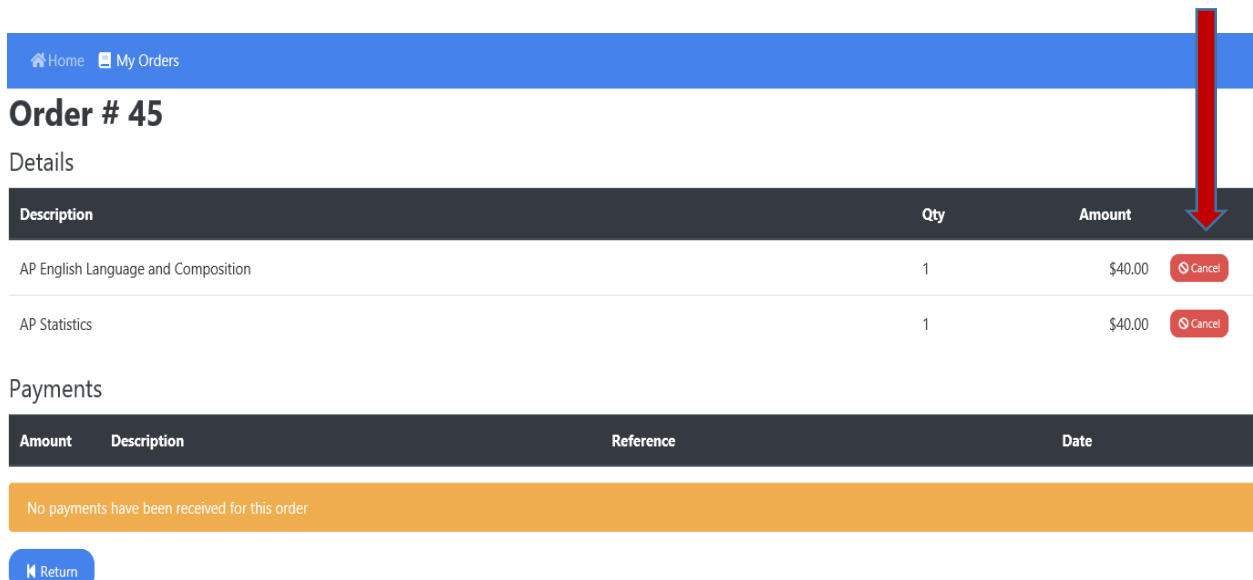 Home My Orders
Order # 45
Details
Description Qty Amount
AP English Language and Composition 1 $40.00 Cancel
AP Statistics 1 $40.00 Cancel
Payments
Amount Description Reference Date
No payments have been received for this order
Return